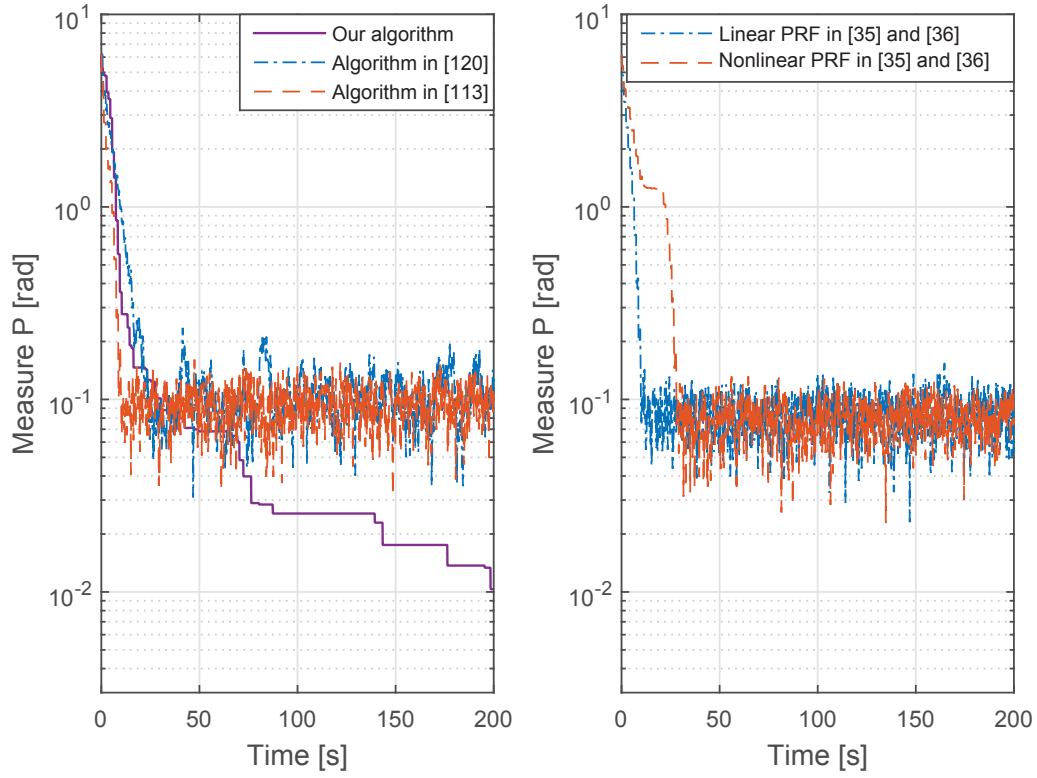 Our algorithm
Algorithm in [120]
Algorithm in [113]
10^1
10^0
10^-1
10^-2
Measure P [rad]
0
50
100
150
200
Time [s]
Linear PRF in [35] and [36]
Nonlinear PRF in [35] and [36]
10^1
10^0
10^-1
10^-2
Measure P [rad]
0
50
100
150
200
Time [s]